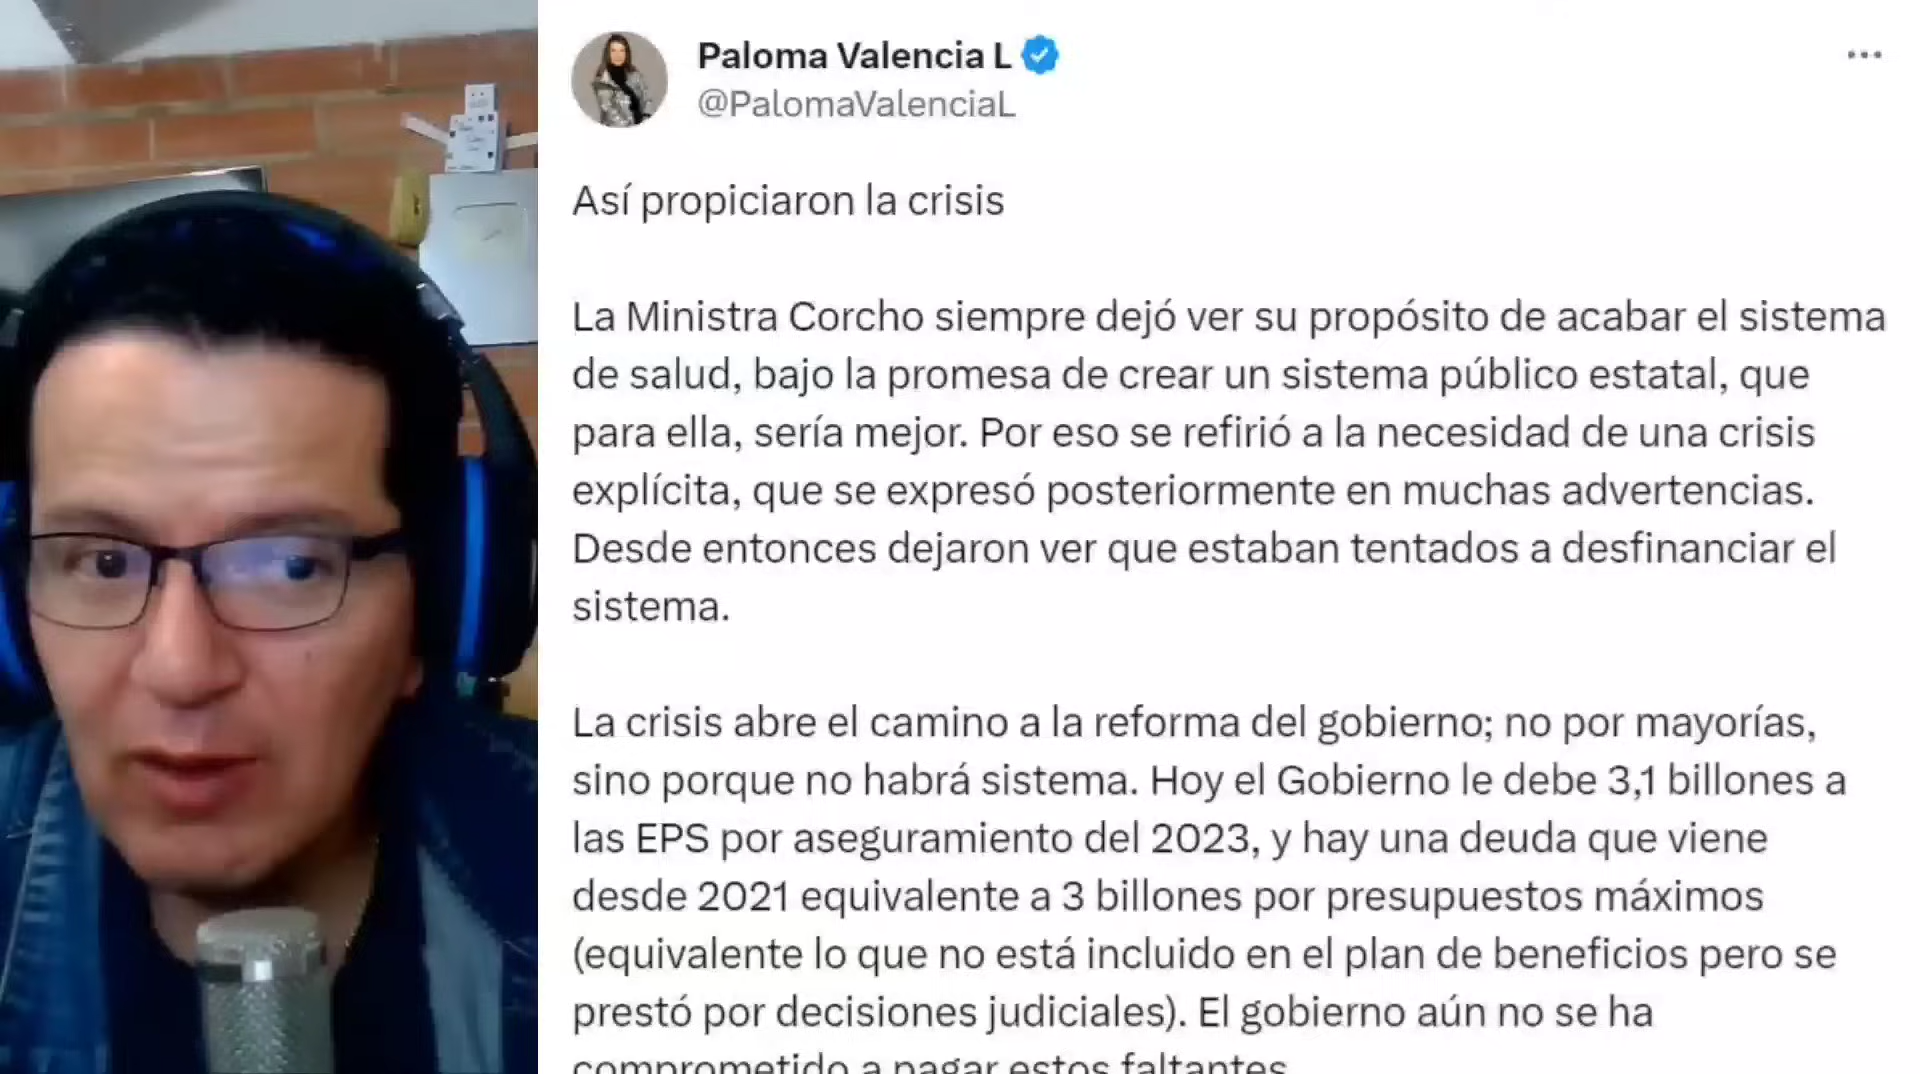 Paloma Valencia L
@PalomaValenciaL
Así propiciaron la crisis
La Ministra Corcho siempre dejó ver su propósito de acabar el sistema
de salud, bajo la promesa de crear un sistema público estatal, que
para ella, sería mejor. Por eso se refirió a la necesidad de una crisis
explícita, que se expresó posteriormente en muchas advertencias.
Desde entonces dejaron ver que estaban tentados a desfinanciar el
sistema.
La crisis abre el camino a la reforma del gobierno; no por mayorías,
sino porque no habrá sistema. Hoy el Gobierno le debe 3,1 billones a
las EPS por aseguramiento del 2023, y hay una deuda que viene
desde 2021 equivalente a 3 billones por presupuestos máximos
(equivalente lo que no está incluido en el plan de beneficios pero se
prestó por decisiones judiciales). El gobierno aún no se ha
comprometido a pagar estos faltantes.